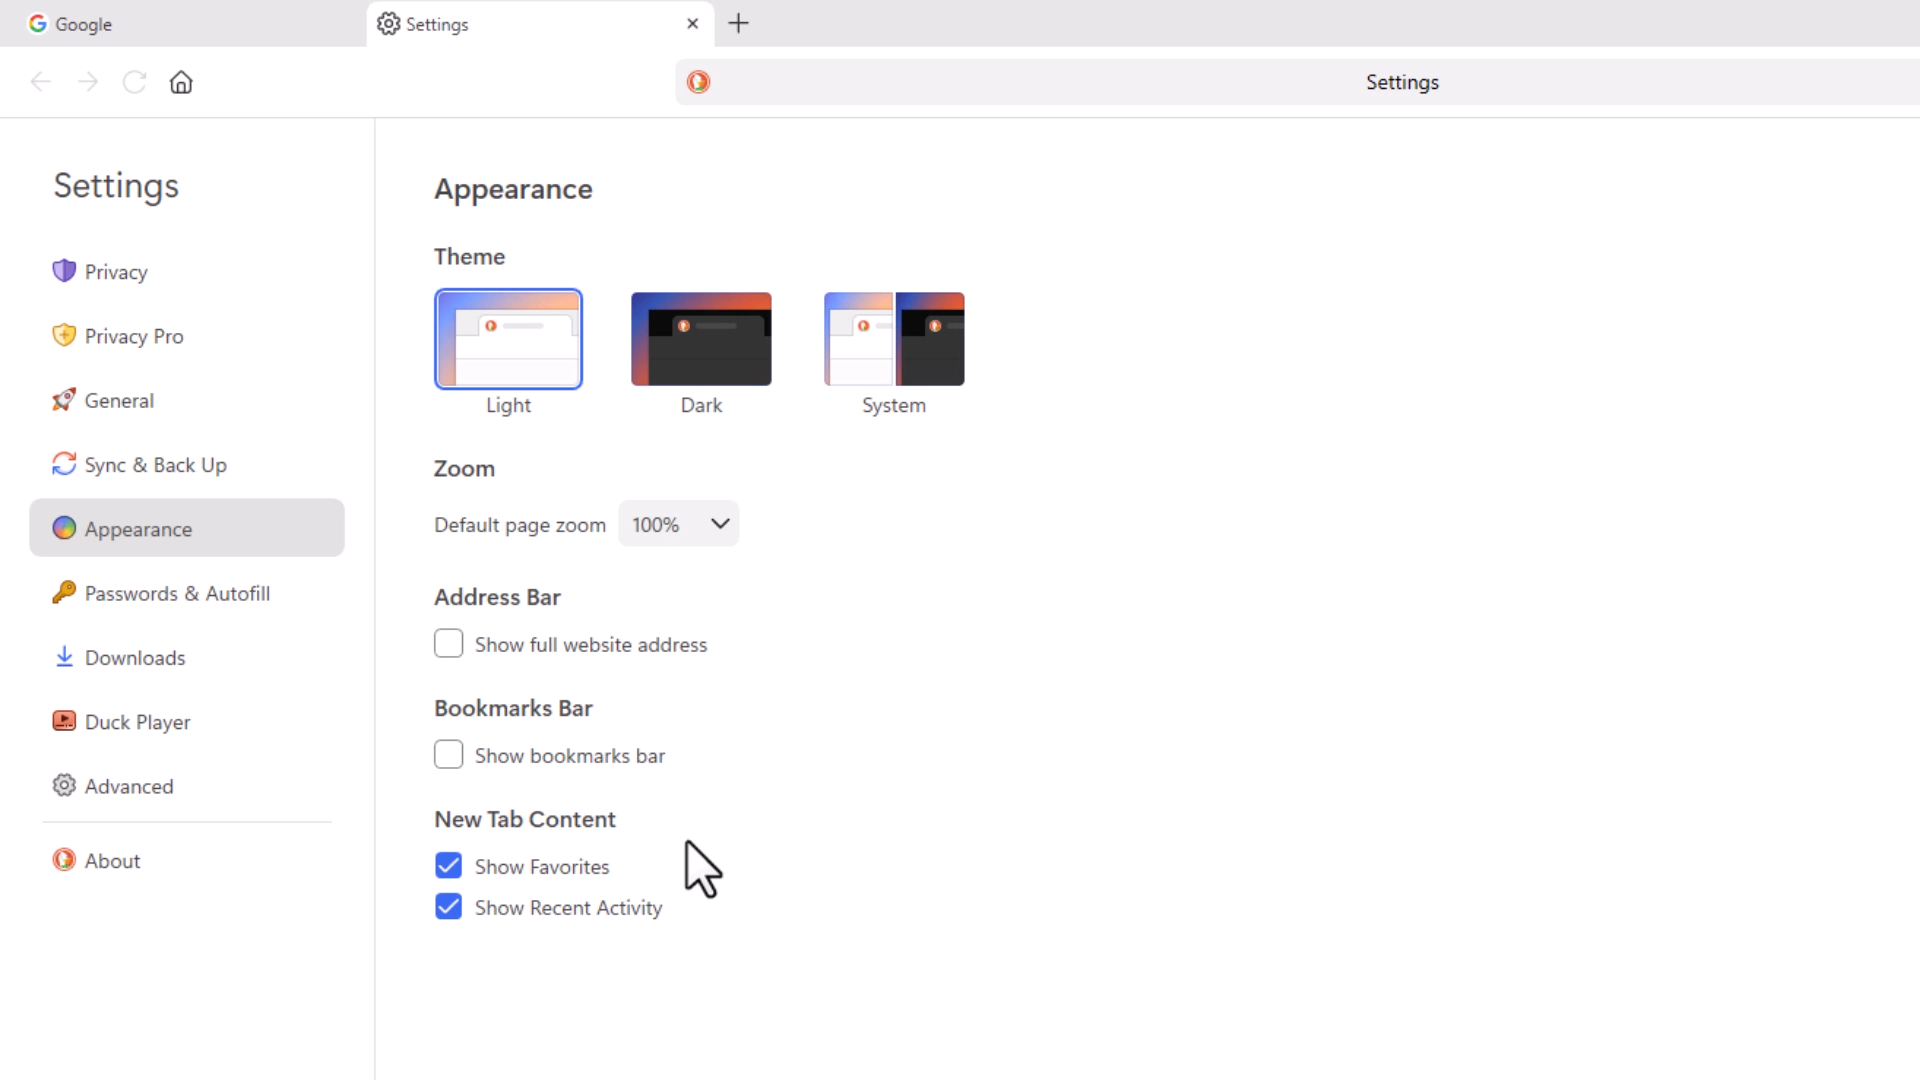 Google
Settings
Settings
Settings
Privacy
Privacy Pro
General
Sync & Back Up
Appearance
Passwords & Autofill
Downloads
Duck Player
Advanced
About
Appearance
Theme
Light Dark System
Zoom
Default page zoom 100%
Address Bar
Show full website address
Bookmarks Bar
Show bookmarks bar
New Tab Content
Show Favorites
Show Recent Activity